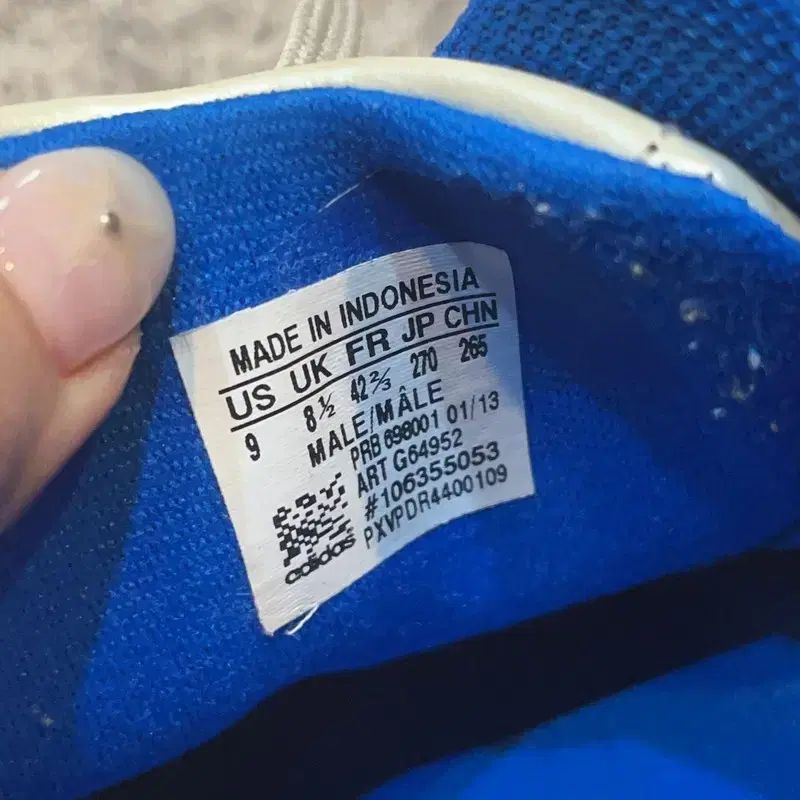 MADE IN INDONESIA
US UK FR JP CHN
9 8½ 42⅔ 270 265
MALE/MÂLE
PRB 698001 01/13
ART G64952
#106355053
PXVPDR4400109
adidas